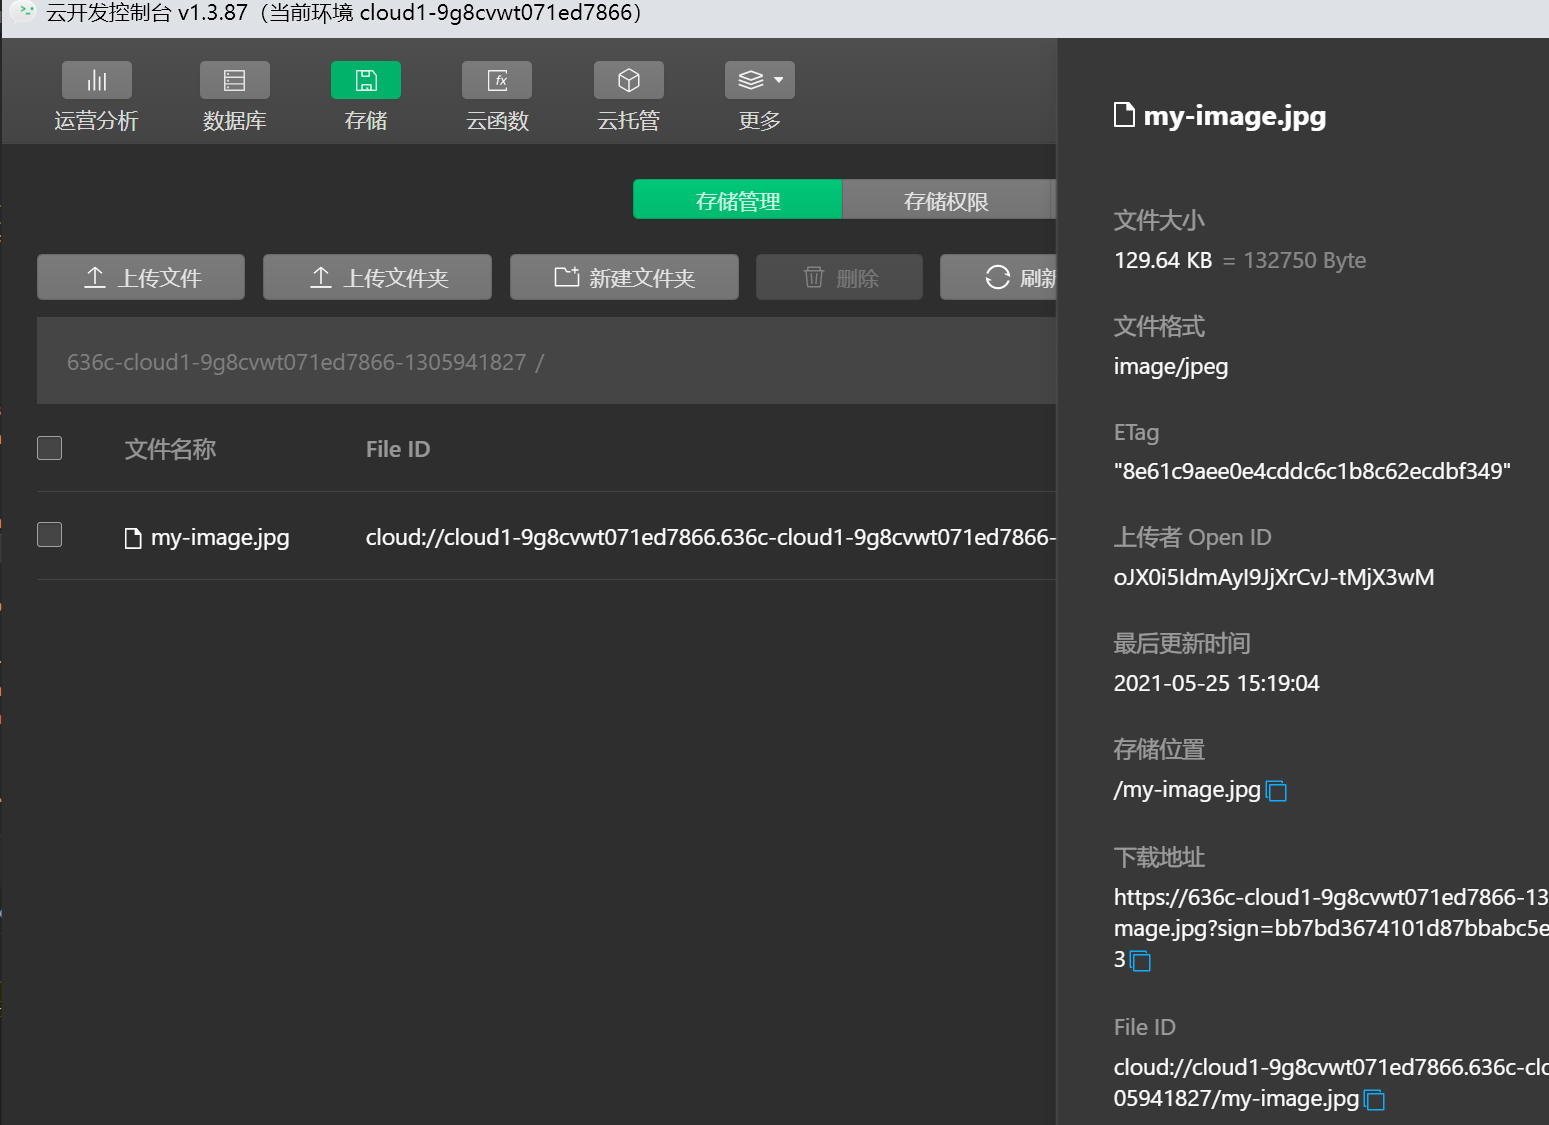 云开发控制台 v1.3.87（当前环境 cloud1-9g8cvwt071ed7866）
运营分析
数据库
存储
云函数
云托管
更多
存储管理
存储权限
上传文件
上传文件夹
新建文件夹
删除
刷新
636c-cloud1-9g8cvwt071ed7866-1305941827 /
文件名称
File ID
my-image.jpg
cloud://cloud1-9g8cvwt071ed7866.636c-cloud1-9g8cvwt071ed7866-
my-image.jpg
文件大小
129.64 KB = 132750 Byte
文件格式
image/jpeg
ETag
"8e61c9aee0e4cddc6c1b8c62ecdbf349"
上传者 Open ID
oJX0i5IdmAyI9JjXrCvJ-tMjX3wM
最后更新时间
2021-05-25 15:19:04
存储位置
/my-image.jpg
下载地址
https://636c-cloud1-9g8cvwt071ed7866-13
mage.jpg?sign=bb7bd3674101d87bbabc5e
3
File ID
cloud://cloud1-9g8cvwt071ed7866.636c-clo
05941827/my-image.jpg